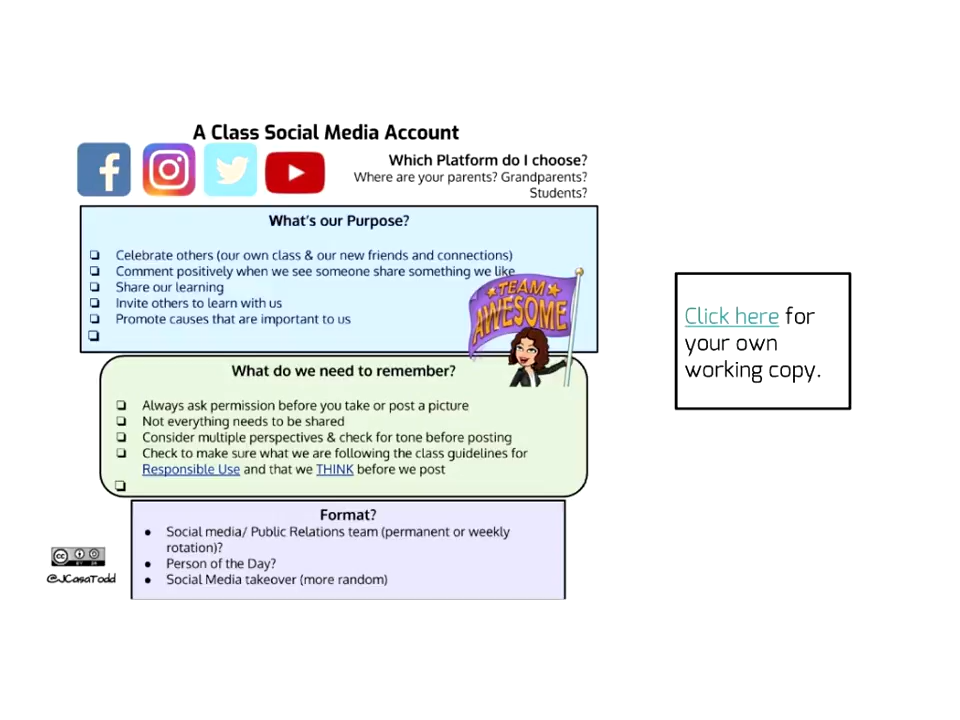 A Class Social Media Account
Which Platform do I choose?
Where are your parents? Grandparents?
Students?
What's our Purpose?
Celebrate others (our own class & our new friends and connections)
Comment positively when we see someone share something we like
Share our learning
Invite others to learn with us
Promote causes that are important to us
TEAM
AWESOME
What do we need to remember?
Always ask permission before you take or post a picture
Not everything needs to be shared
Consider multiple perspectives & check for tone before posting
Check to make sure what we are following the class guidelines for
Responsible Use and that we THINK before we post
Format?
Social media/ Public Relations team (permanent or weekly
rotation)?
Person of the Day?
Social Media takeover (more random)
cc
@JCasaTodd
Click here for
your own
working copy.